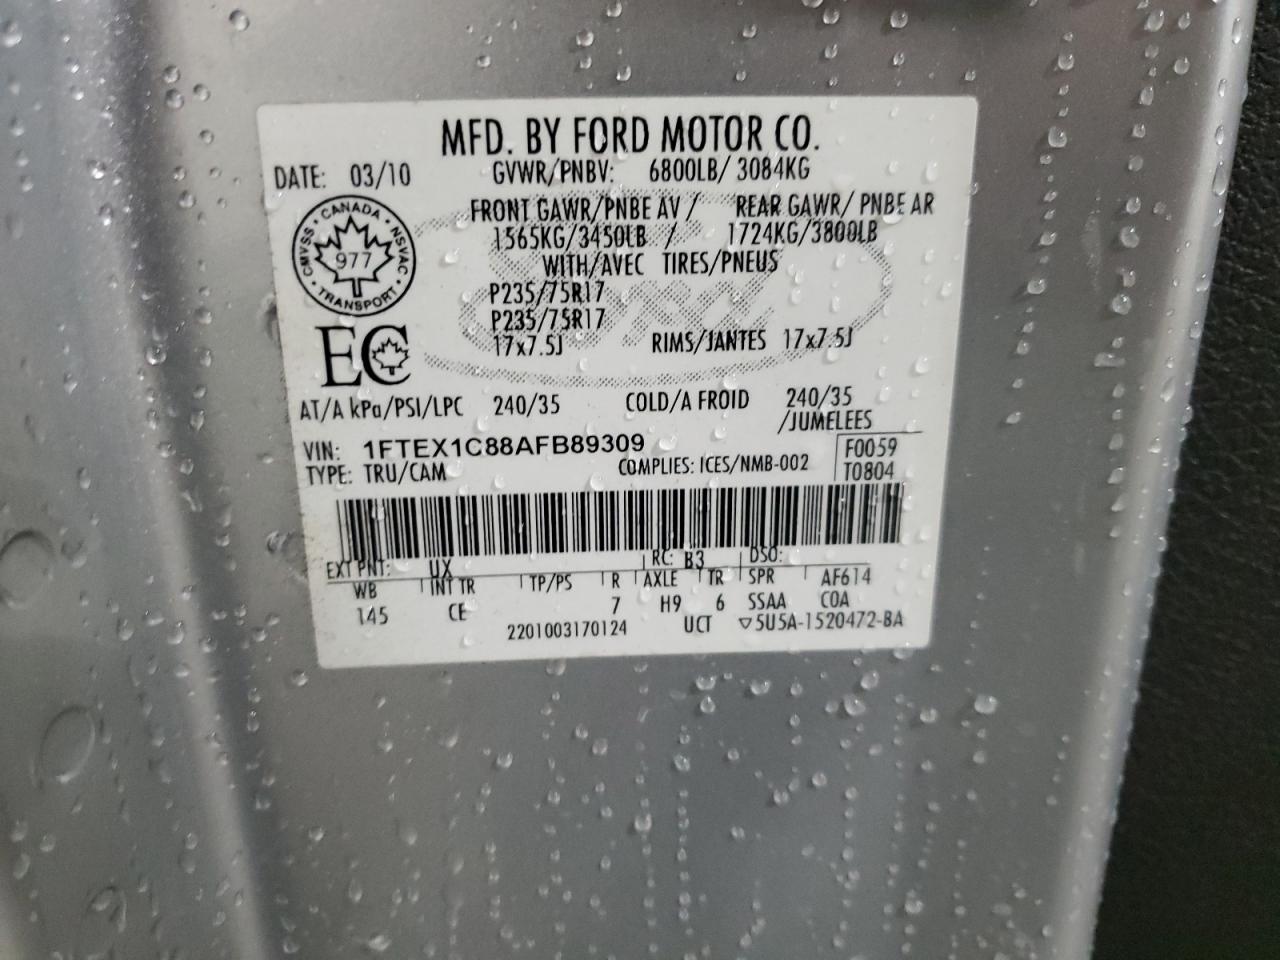 MFD. BY FORD MOTOR CO.
DATE: 03/10 GVWR/PNBV: 6800LB/ 3084KG
FRONT GAWR/PNBE AV / REAR GAWR/ PNBE AR
1565KG/3450LB / 1724KG/3800LB
WITH/AVEC TIRES/PNEUS
P235/75R17
P235/75R17
17x7.5J RIMS/JANTES 17x7.5J
CANADA
CMVSS • NSVAC
977
TRANSPORT
EC
AT/A kPa/PSI/LPC 240/35 COLD/A FROID 240/35
/JUMELEES
VIN: 1FTEX1C88AFB89309 F0059
TYPE: TRU/CAM COMPLIES: ICES/NMB-002 T0804
EXT PNT: UX RC: B3 DSO:
WB INT TR TP/PS R AXLE TR SPR AF614
145 CE 7 H9 6 SSAA COA
2201003170124 UCT ▽5U5A-1520472-BA